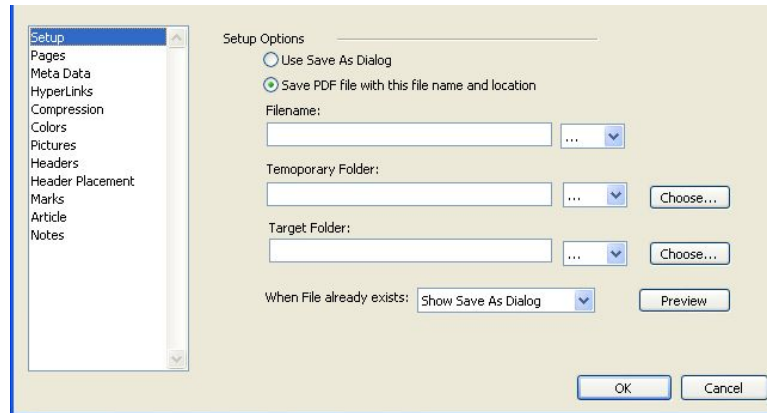 Setup
Pages
Meta Data
HyperLinks
Compression
Colors
Pictures
Headers
Header Placement
Marks
Article
Notes
Setup Options
Use Save As Dialog
Save PDF file with this file name and location
Filename:
...
Temoporary Folder:
... Choose...
Target Folder:
... Choose...
When File already exists: Show Save As Dialog Preview
OK Cancel